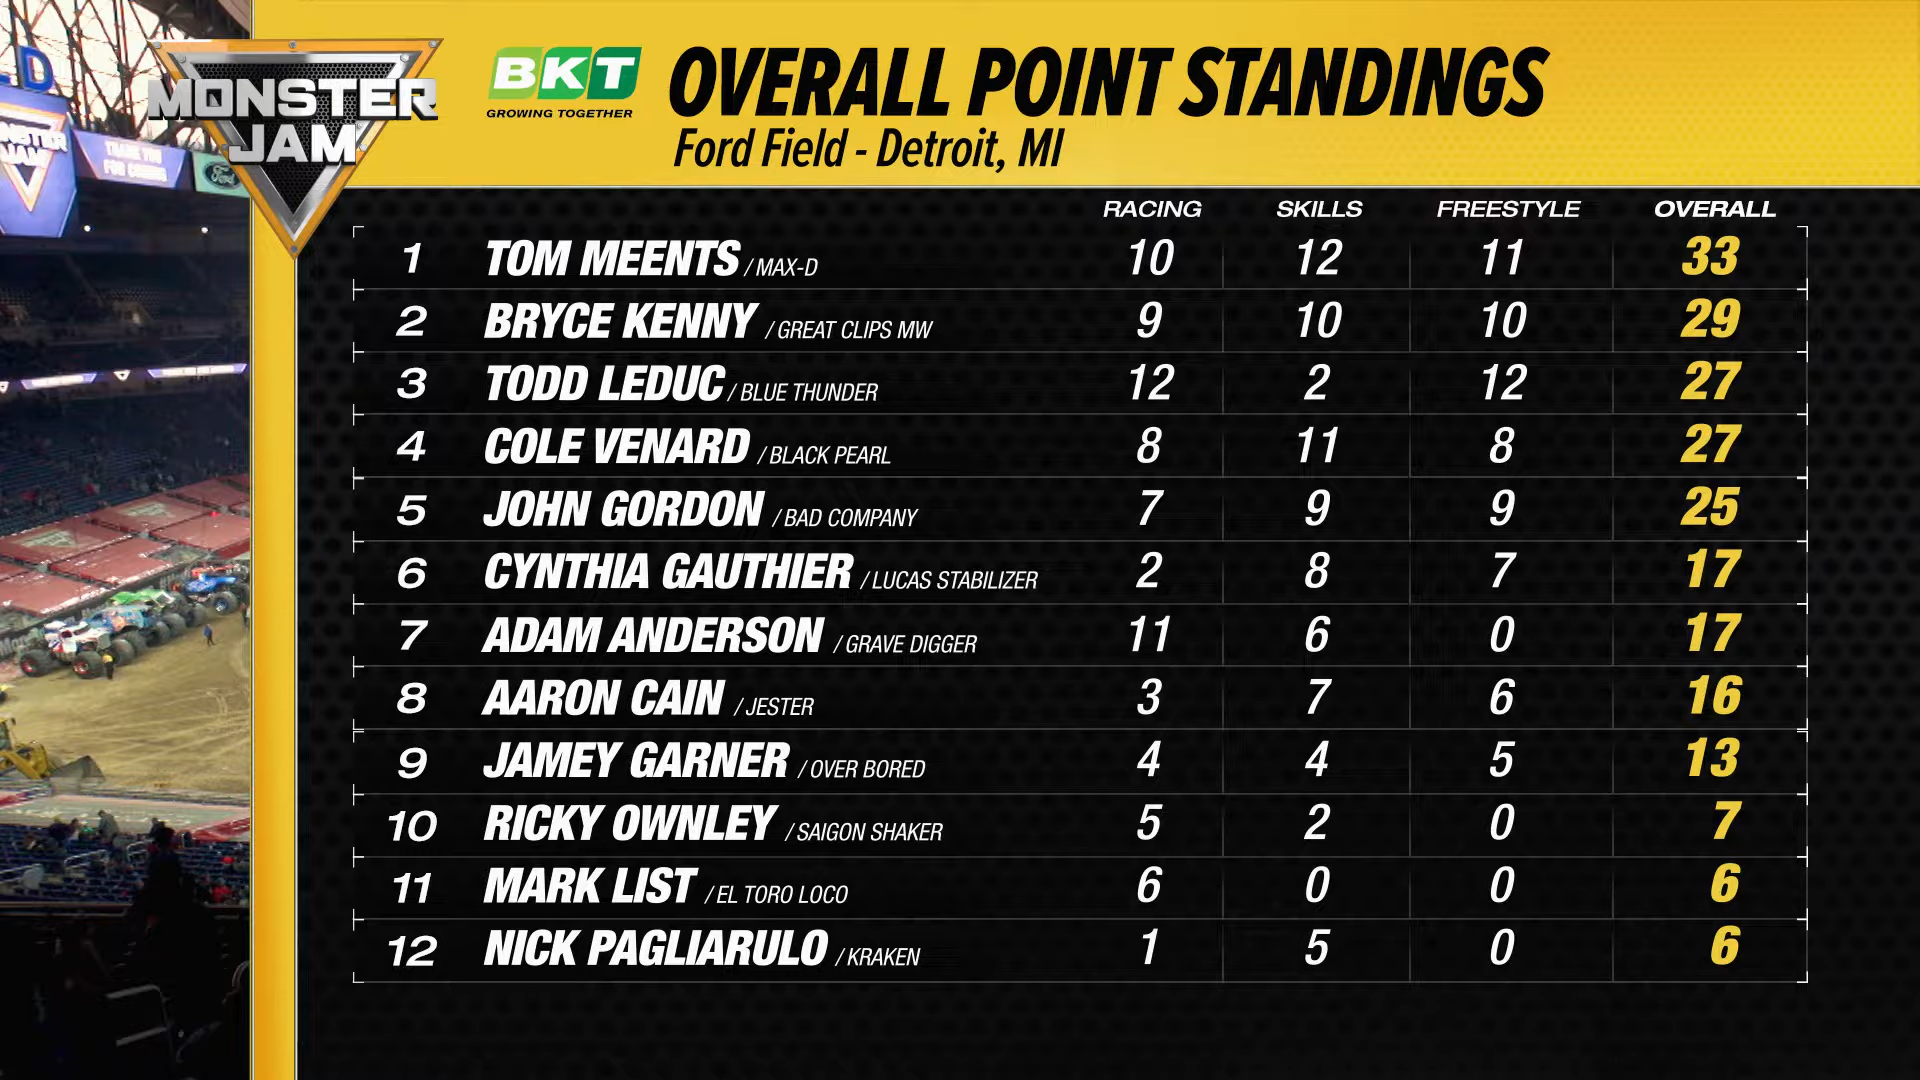 MONSTER
JAM
BKT
GROWING TOGETHER
OVERALL POINT STANDINGS
Ford Field - Detroit, MI
THANK YOU
FOR COMING
Ford
RACING SKILLS FREESTYLE OVERALL
1 TOM MEENTS / MAX-D 10 12 11 33
2 BRYCE KENNY / GREAT CLIPS MW 9 10 10 29
3 TODD LEDUC / BLUE THUNDER 12 2 12 27
4 COLE VENARD / BLACK PEARL 8 11 8 27
5 JOHN GORDON / BAD COMPANY 7 9 9 25
6 CYNTHIA GAUTHIER / LUCAS STABILIZER 2 8 7 17
7 ADAM ANDERSON / GRAVE DIGGER 11 6 0 17
8 AARON CAIN / JESTER 3 7 6 16
9 JAMEY GARNER / OVER BORED 4 4 5 13
10 RICKY OWNLEY / SAIGON SHAKER 5 2 0 7
11 MARK LIST / EL TORO LOCO 6 0 0 6
12 NICK PAGLIARULO / KRAKEN 1 5 0 6